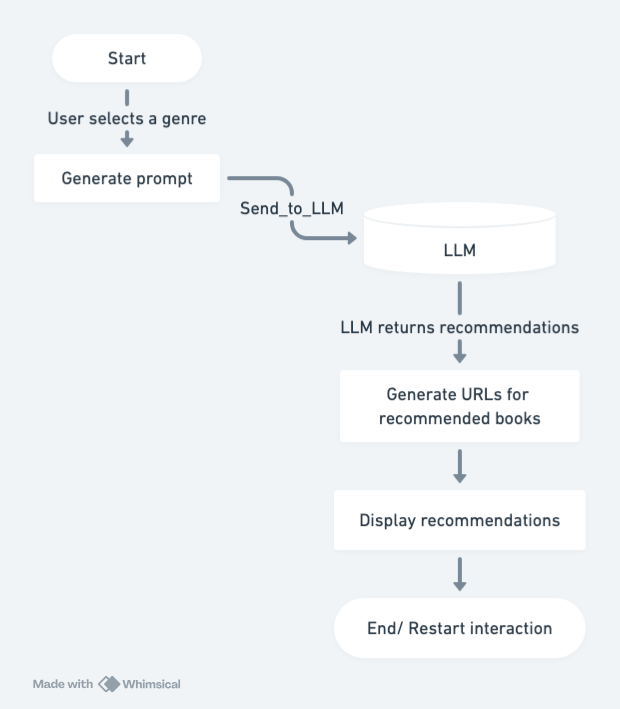 Start
User selects a genre
Generate prompt
Send_to_LLM
LLM
LLM returns recommendations
Generate URLs for
recommended books
Display recommendations
End/ Restart interaction
Made with Whimsical